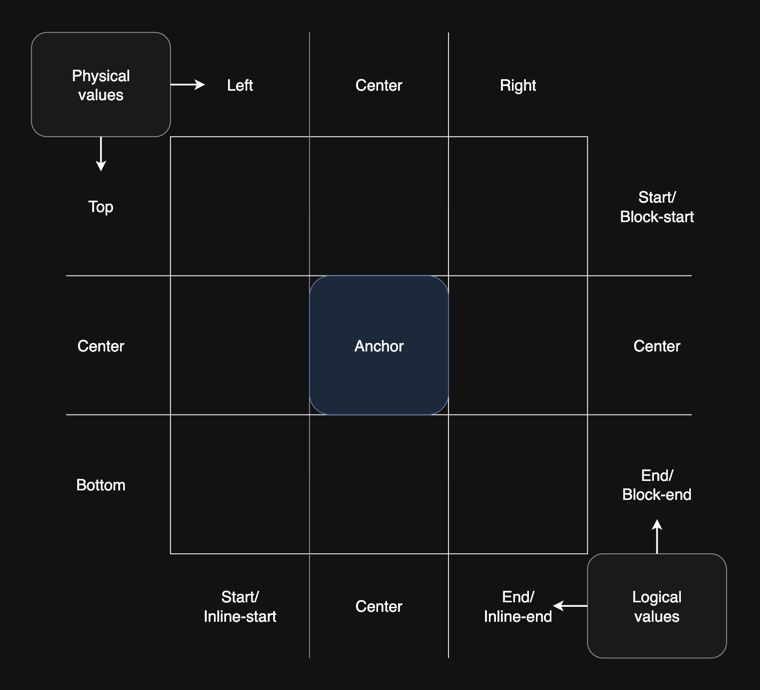 Physical
values
Left
Center
Right
Top
Start/
Block-start
Center
Anchor
Center
Bottom
End/
Block-end
Start/
Inline-start
Center
End/
Inline-end
Logical
values